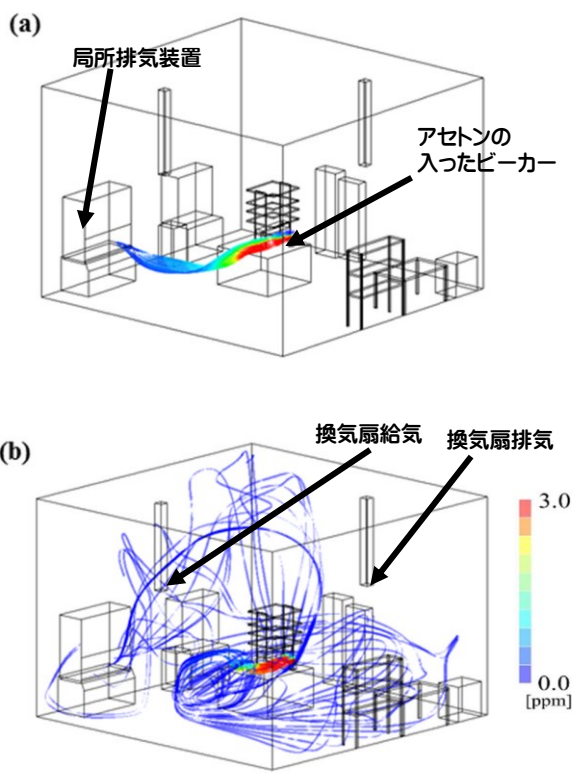 (a)
局所排気装置
アセトンの
入ったビーカー
(b)
換気扇給気
換気扇排気
3.0
0.0
[ppm]